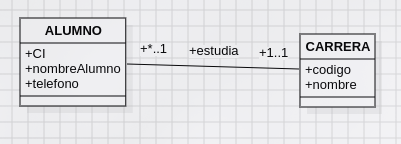 ALUMNO
+CI
+nombreAlumno
+telefono
+*..1
+estudia
+1..1
CARRERA
+codigo
+nombre